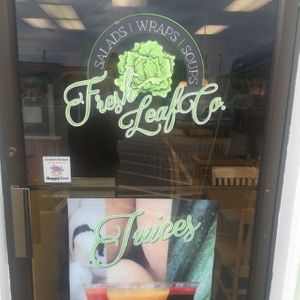 SALADS | WRAPS | SOUPS
Fresh
Leaf Co.
Juices